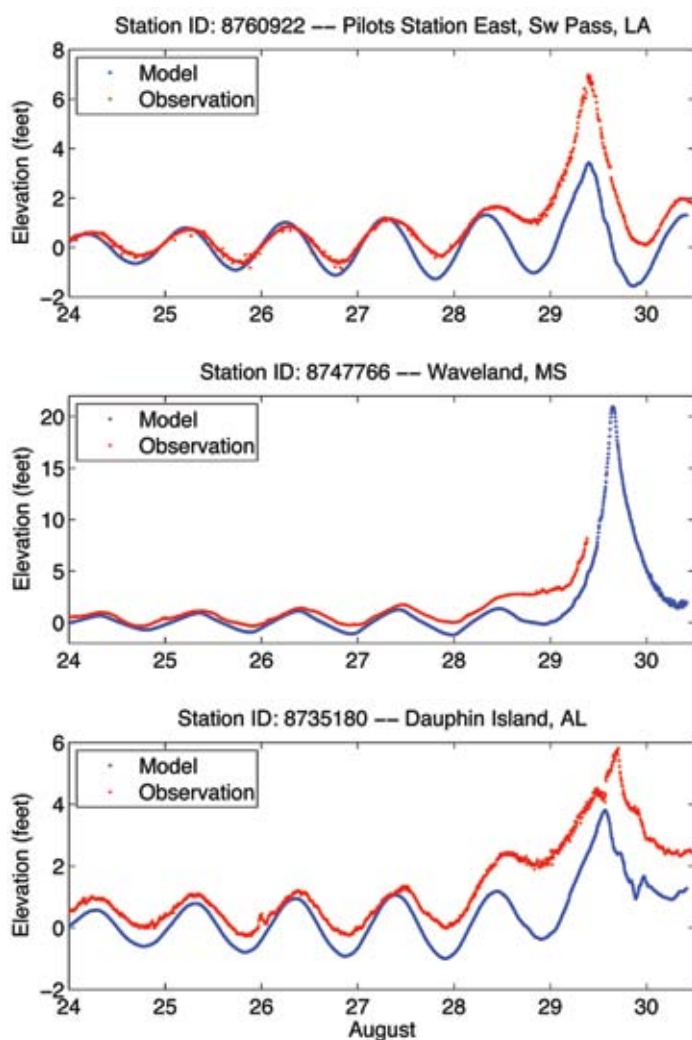 Station ID: 8760922 −− Pilots Station East, Sw Pass, LA
8
6
4
2
0
−2
Elevation (feet)
Model
Observation
24 25 26 27 28 29 30
Station ID: 8747766 −− Waveland, MS
20
15
10
5
0
Elevation (feet)
Model
Observation
24 25 26 27 28 29 30
Station ID: 8735180 −− Dauphin Island, AL
6
4
2
0
−2
Elevation (feet)
Model
Observation
24 25 26 27 28 29 30
August